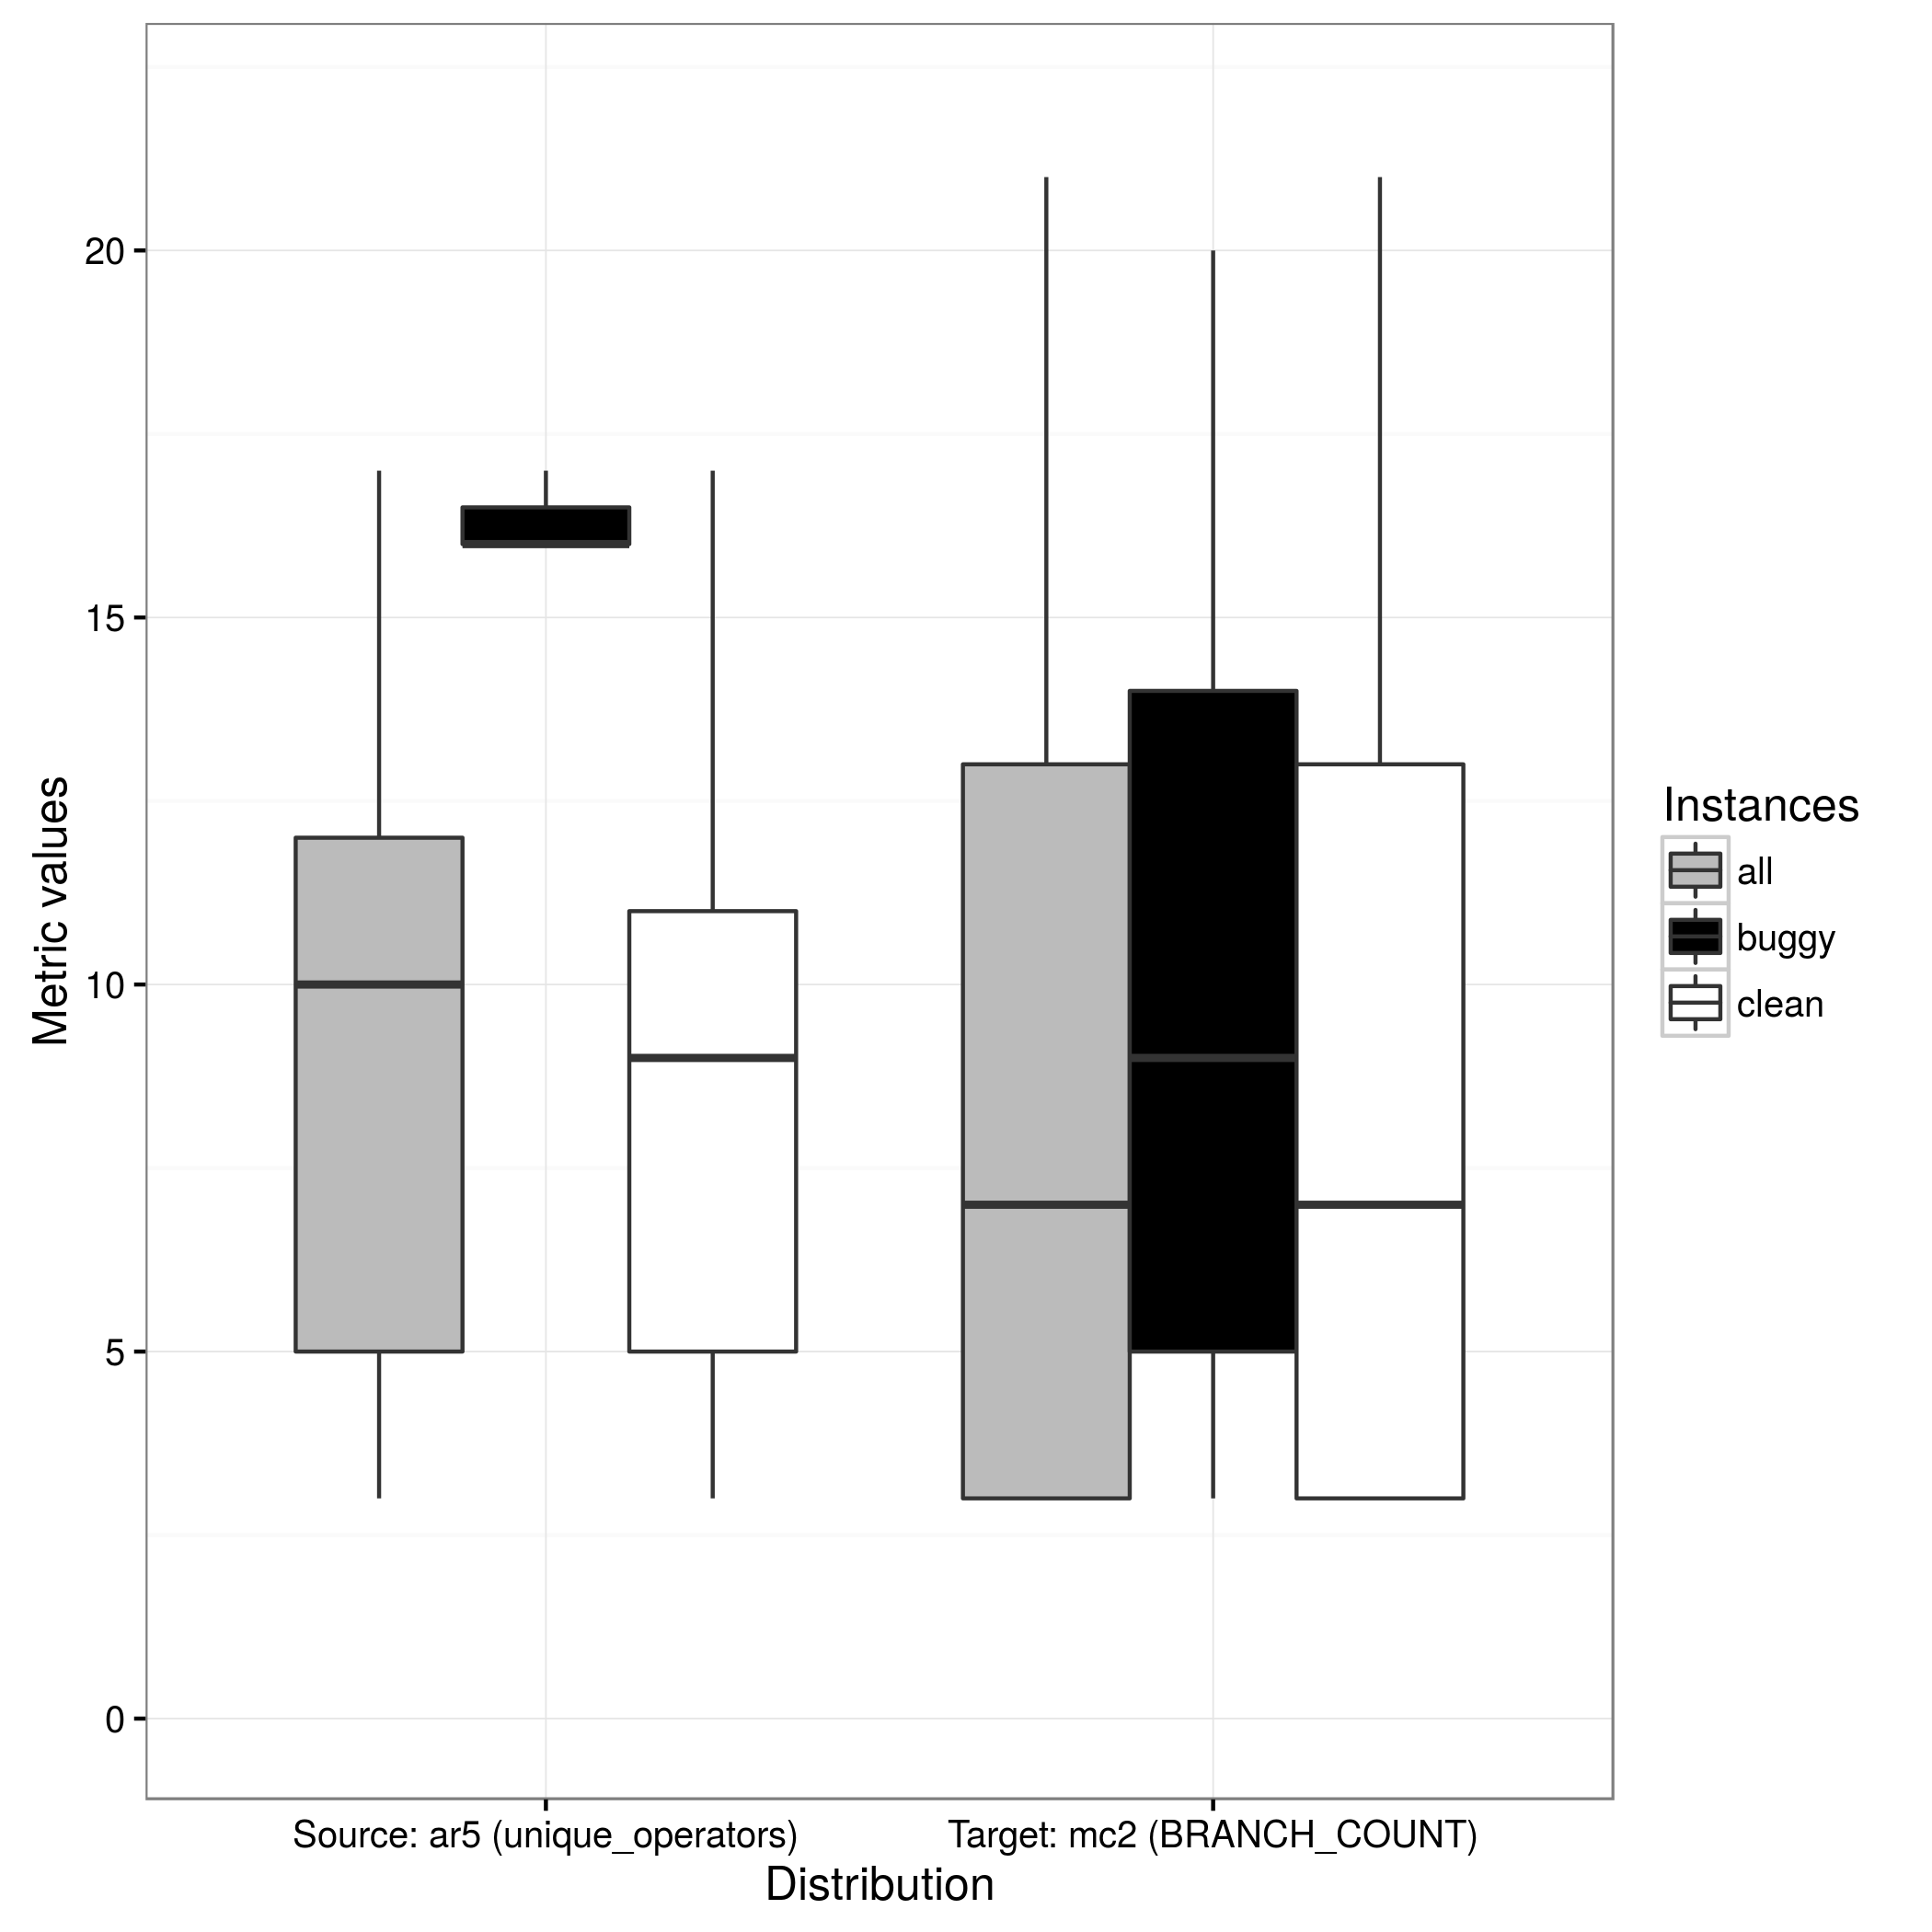 20
15
10
5
0
Metric values
Source: ar5 (unique_operators)
Target: mc2 (BRANCH_COUNT)
Distribution
Instances
all
buggy
clean